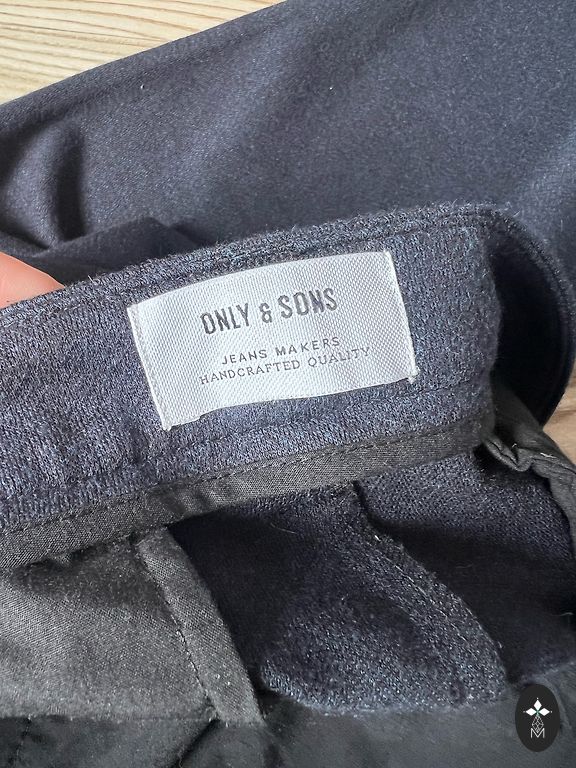 ONLY & SONS
JEANS MAKERS
HANDCRAFTED QUALITY